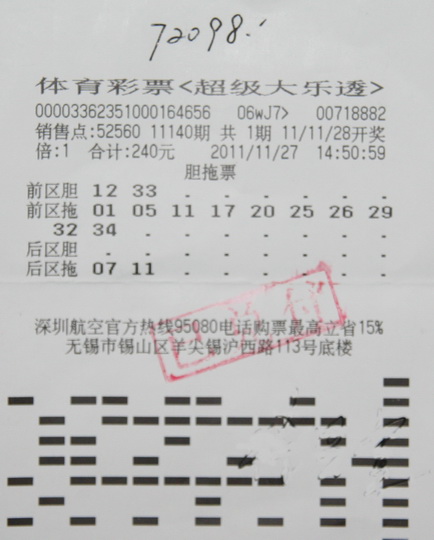 72098.
体育彩票<超级大乐透>
00003362351000164656 06wJ7> 00718882
销售点:52560 11140期 共 1期 11/11/28开奖
倍:1 合计:240元 2011/11/27 14:50:59
胆拖票
前区胆 12 33 . . . . . .
前区拖 01 05 11 17 20 25 26 29
32 34 . . . . . .
后区胆 . . . . . . . .
后区拖 07 11 . . . . . .
已兑付
深圳航空官方热线95080电话购票最高立省15%
无锡市锡山区羊尖锡沪西路113号底楼